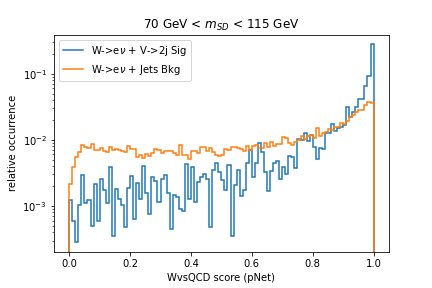 70 GeV < m_SD < 115 GeV
W->eν + V->2j Sig
W->eν + Jets Bkg
relative occurrence
10⁻¹
10⁻²
10⁻³
0.0 0.2 0.4 0.6 0.8 1.0
WvsQCD score (pNet)